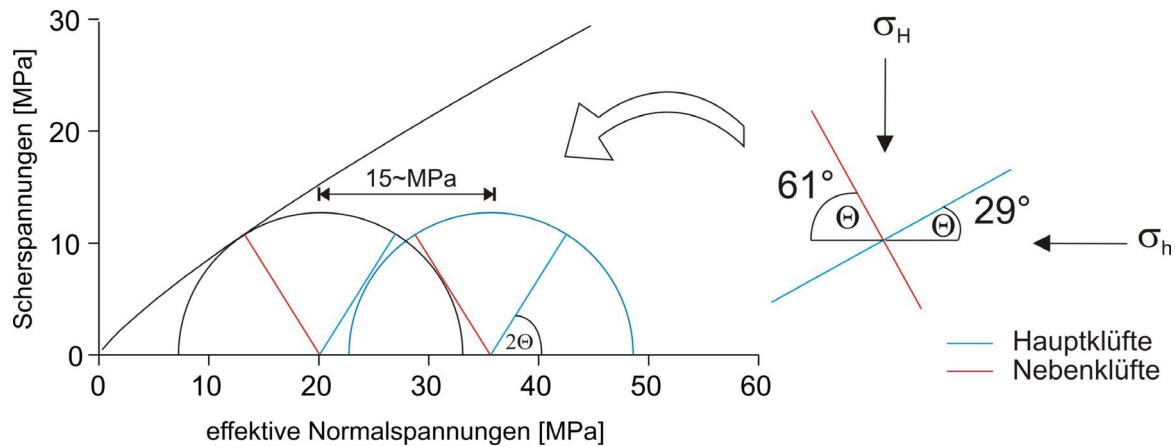 Scherspannungen [MPa]
30
20
10
0
0 10 20 30 40 50 60
effektive Normalspannungen [MPa]
15~MPa
2Θ
σH
61°
Θ
29°
Θ
σh
Hauptklüfte
Nebenklüfte